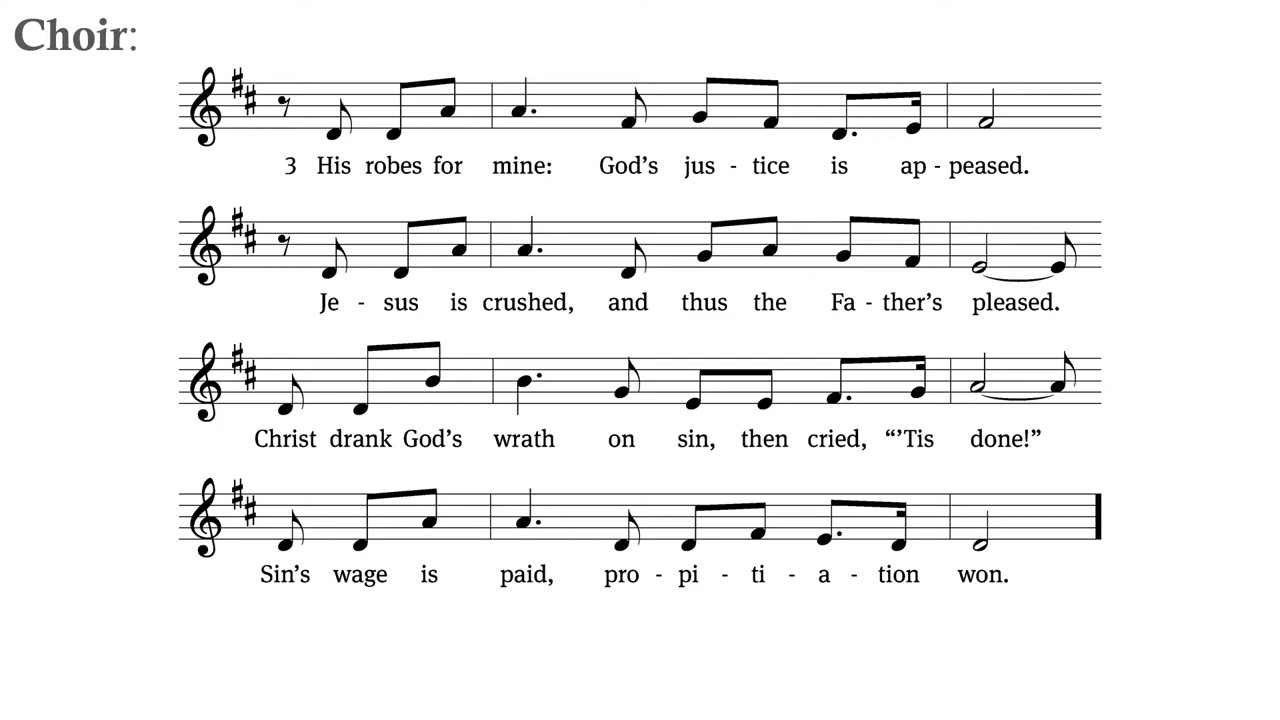 Choir:
3 His robes for mine: God’s jus - tice is ap - peased.
Je - sus is crushed, and thus the Fa - ther’s pleased.
Christ drank God’s wrath on sin, then cried, “’Tis done!”
Sin’s wage is paid, pro - pi - ti - a - tion won.